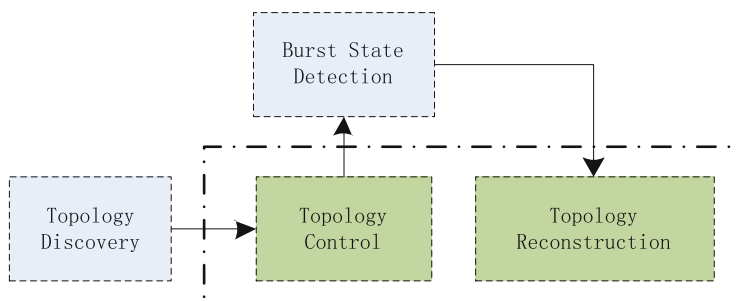 Burst State
Detection
Topology
Discovery
Topology
Control
Topology
Reconstruction